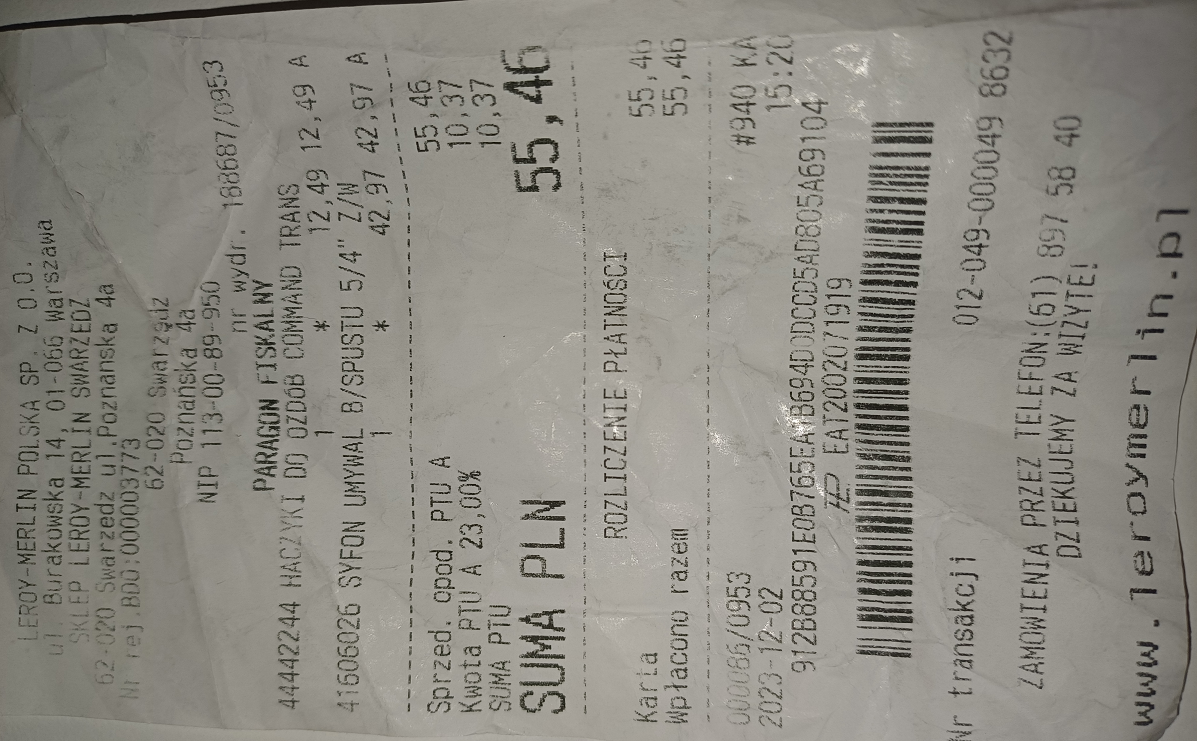 LEROY-MERLIN POLSKA SP. Z O.O.
ul. Burakowska 14, 01-066 Warszawa
SKLEP LEROY-MERLIN SWARZEDZ
62-020 Swarzedz ul Poznanska 4a
Nr rej.BDO:000003773
62-020 Swarzędz
Poznańska 4a
NIP 113-00-89-950
nr wydr. 188687/0953
PARAGON FISKALNY
44442244 HACZYKI DO OZDÓB COMMAND TRANS
1 * 12,49 12,49 A
41606026 SYFON UMYWAL B/SPUSTU 5/4" Z/W
1 * 42,97 42,97 A
Sprzed. opod. PTU A 55,46
Kwota PTU A 23,00% 10,37
SUMA PTU 10,37
SUMA PLN 55,46
ROZLICZENIE PŁATNOŚCI
Karta 55,46
Wpłacono razem 55,46
000086/0953 #940 KA
2023-12-02 15:20
912B88591E0B765EA7B694DDDCCD5AD805A69104
EAT2002071919
Nr transakcji 012-049-000049 8632
ZAMOWIENIA PRZEZ TELEFON:(61) 897 58 40
DZIEKUJEMY ZA WIZYTE!
www.leroymerlin.pl